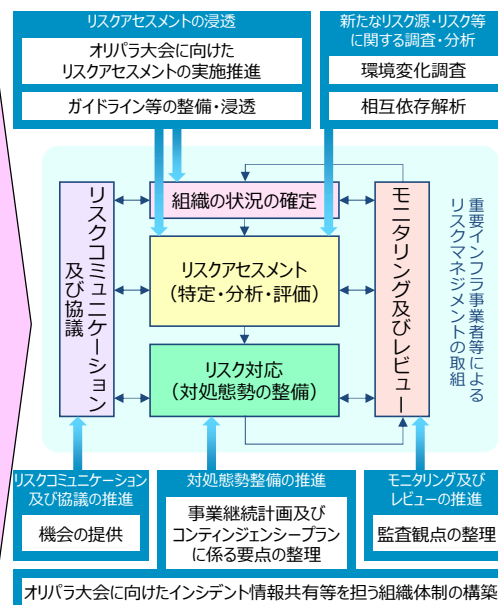 リスクアセスメントの浸透
オリパラ大会に向けた
リスクアセスメントの実施推進
ガイドライン等の整備・浸透
新たなリスク源・リスク等
に関する調査・分析
環境変化調査
相互依存解析
リスクコミュニケーション
及び協議
組織の状況の確定
リスクアセスメント
(特定・分析・評価)
リスク対応
(対処態勢の整備)
モニタリング及びレビュー
重要インフラ事業者等による
リスクマネジメントの取組
リスクコミュニケーション
及び協議の推進
機会の提供
対処態勢整備の推進
事業継続計画及び
コンティンジェンシープラン
に係る要点の整理
モニタリング及び
レビューの推進
監査観点の整理
オリパラ大会に向けたインシデント情報共有等を担う組織体制の構築